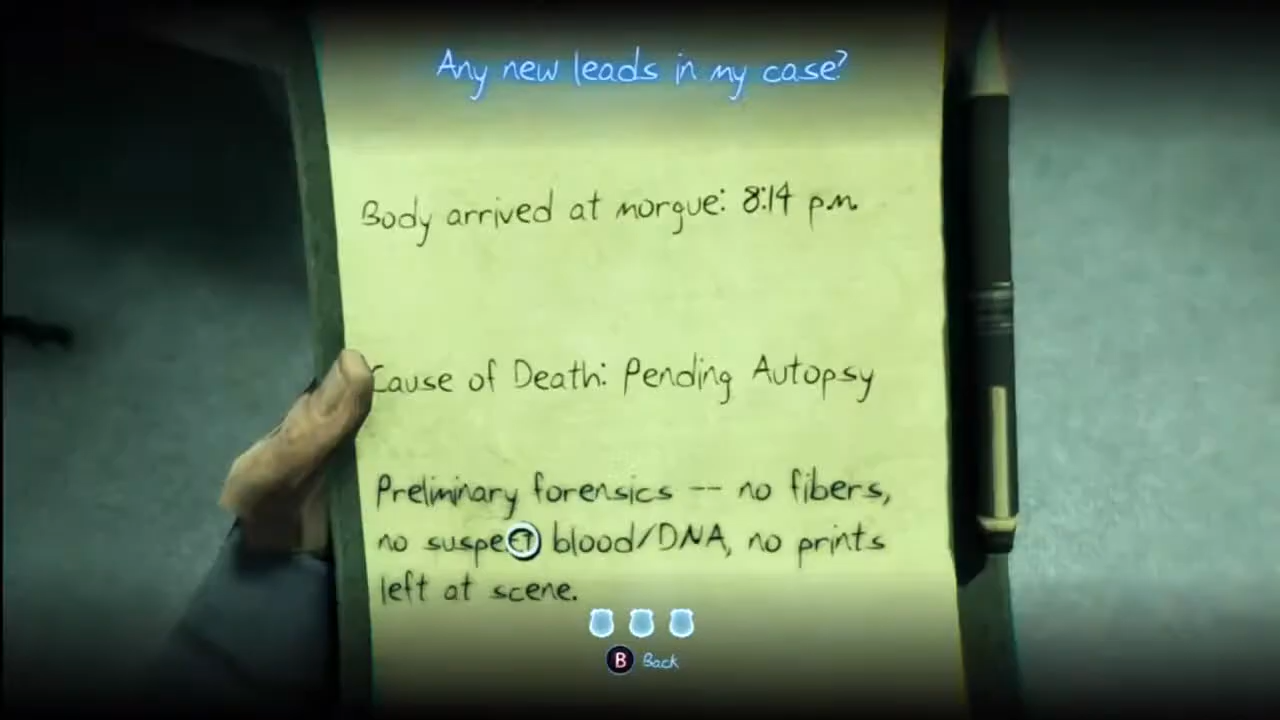 Any new leads in my case?
Body arrived at morgue: 8:14 p.m.
Cause of Death: Pending Autopsy
Preliminary forensics -- no fibers,
no suspect blood/DNA, no prints
left at scene.
B Back